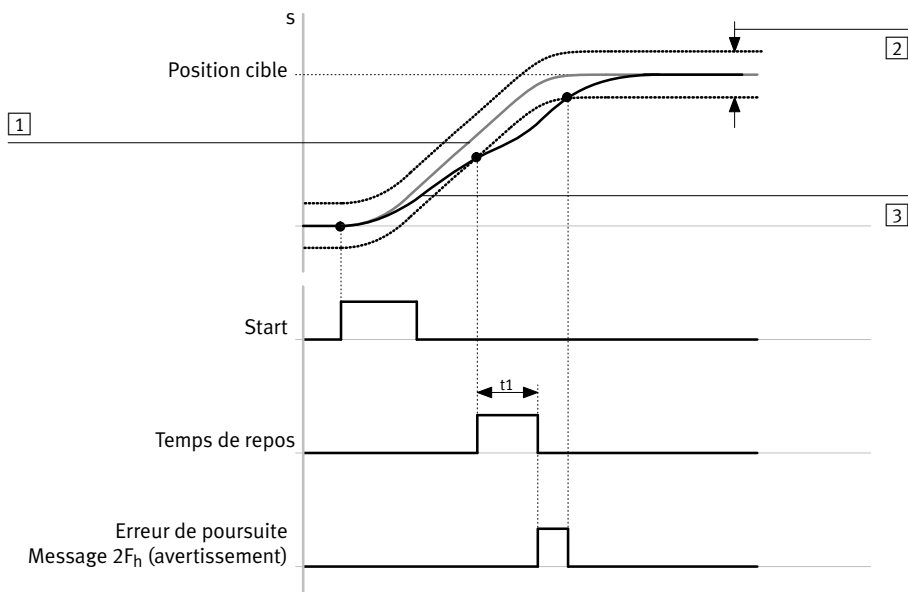 s
Position cible
1
2
3
Start
t1
Temps de repos
Erreur de poursuite
Message 2Fh (avertissement)